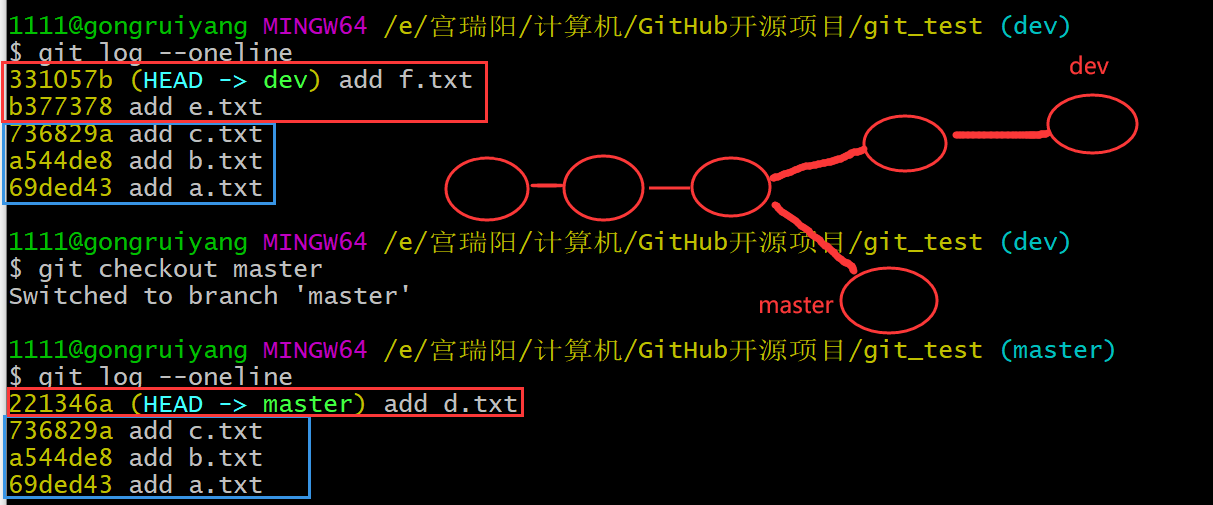 1111@gongruiyang MINGW64 /e/宫瑞阳/计算机/GitHub开源项目/git_test (dev)
$ git log --oneline
331057b (HEAD -> dev) add f.txt
b377378 add e.txt
736829a add c.txt
a544de8 add b.txt
69ded43 add a.txt
dev
1111@gongruiyang MINGW64 /e/宫瑞阳/计算机/GitHub开源项目/git_test (dev)
$ git checkout master
Switched to branch 'master'
master
1111@gongruiyang MINGW64 /e/宫瑞阳/计算机/GitHub开源项目/git_test (master)
$ git log --oneline
221346a (HEAD -> master) add d.txt
736829a add c.txt
a544de8 add b.txt
69ded43 add a.txt